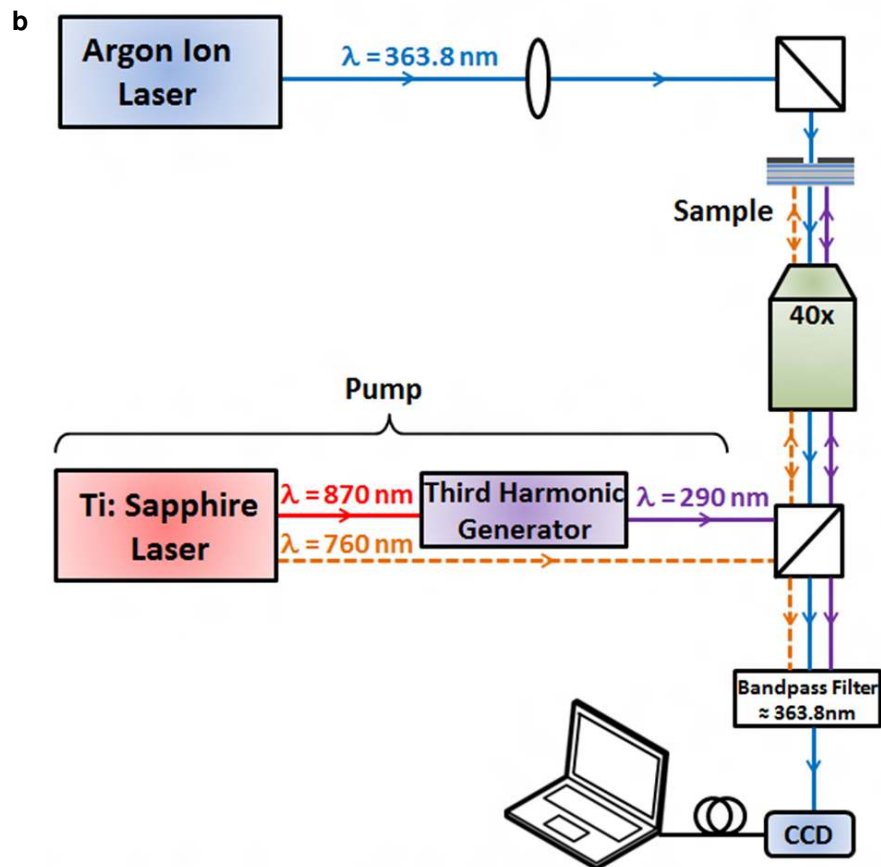 b
Argon Ion
Laser
λ = 363.8 nm
Sample
40x
Pump
Ti: Sapphire
Laser
λ = 870 nm
Third Harmonic
Generator
λ = 290 nm
λ = 760 nm
Bandpass Filter
≈ 363.8nm
CCD